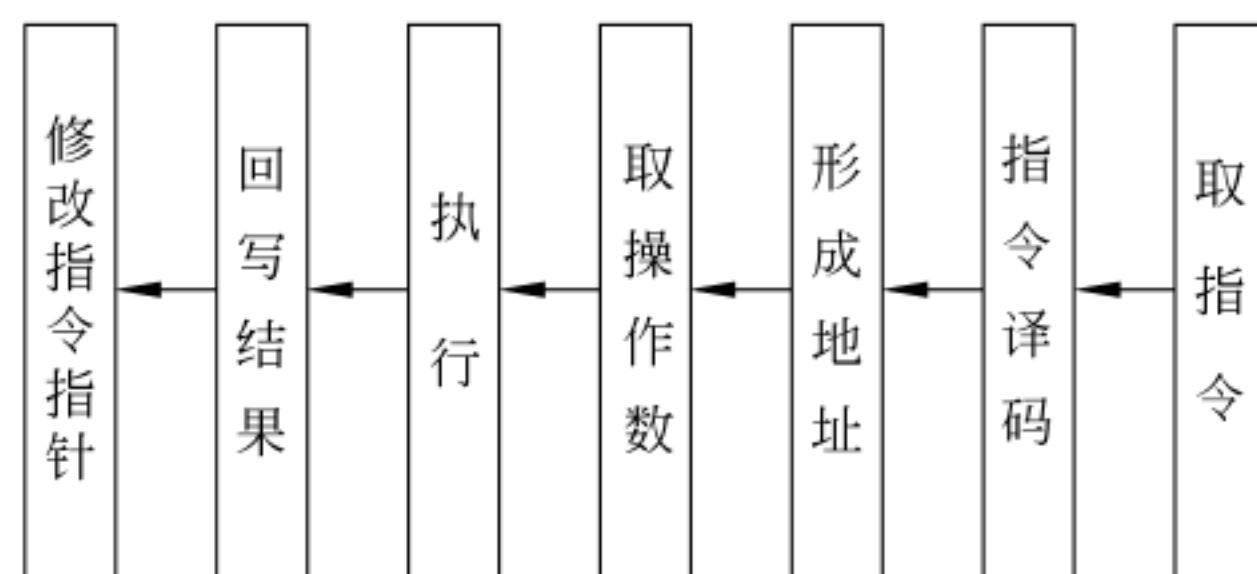 修改指令指针
回写结果
执行
取操作数
形成地址
指令译码
取指令